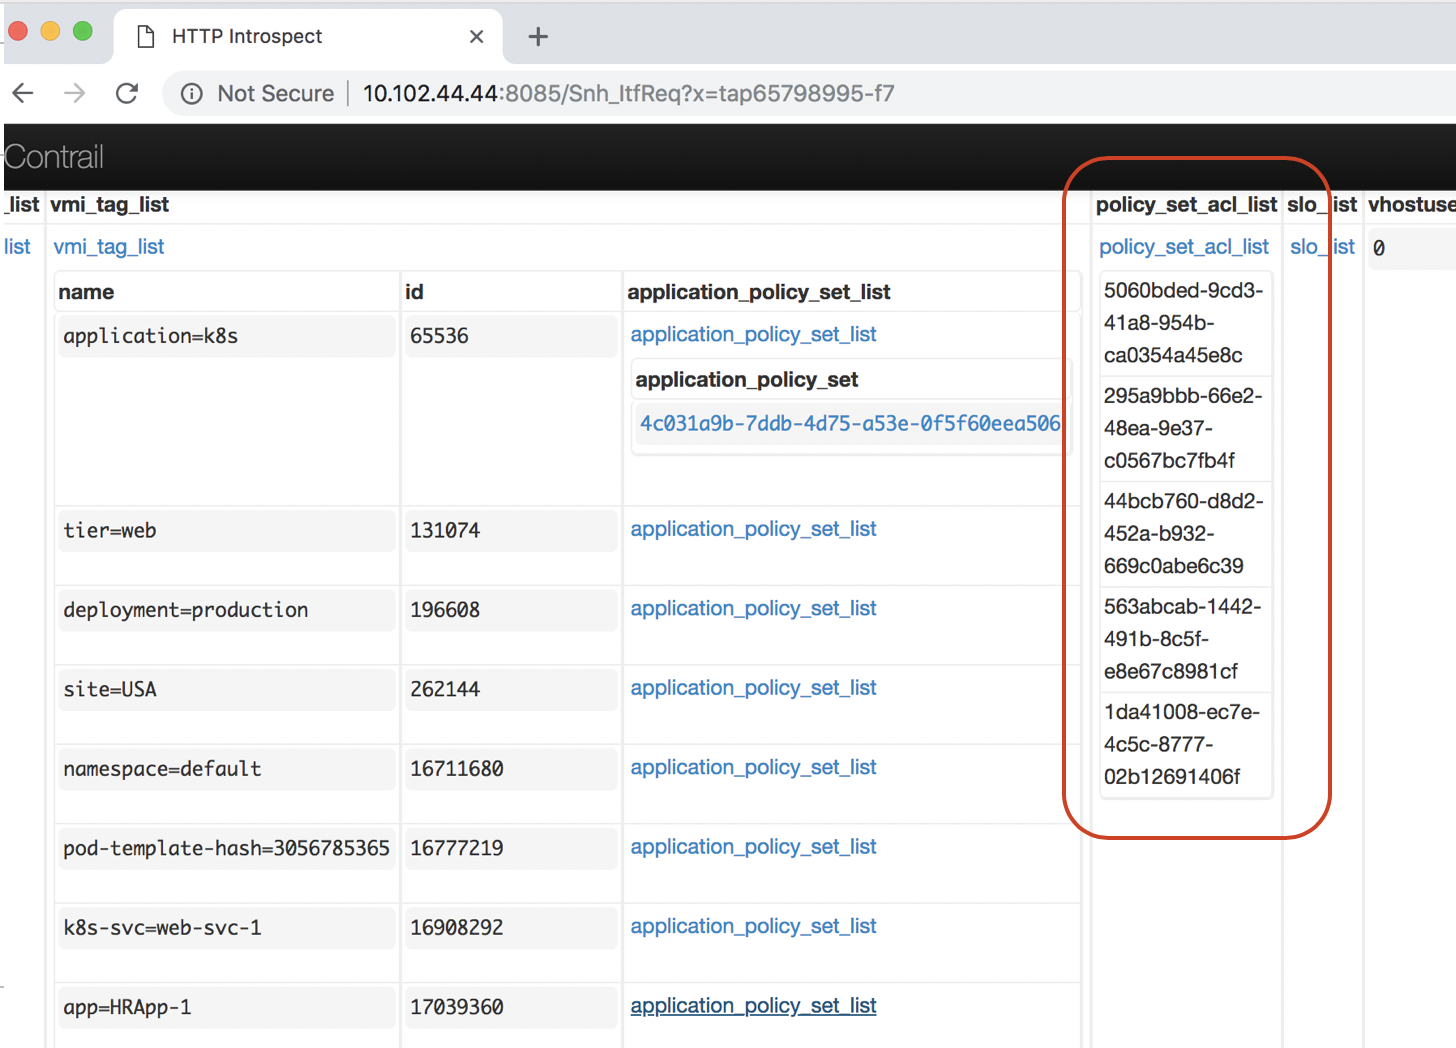 HTTP Introspect
Not Secure 10.102.44.44:8085/Snh_ItfReq?x=tap65798995-f7
Contrail
_list vmi_tag_list policy_set_acl_list slo_list vhostuse
list vmi_tag_list policy_set_acl_list slo_list 0
name id application_policy_set_list
application=k8s 65536 application_policy_set_list
application_policy_set
4c031a9b-7ddb-4d75-a53e-0f5f60eea506
tier=web 131074 application_policy_set_list
deployment=production 196608 application_policy_set_list
site=USA 262144 application_policy_set_list
namespace=default 16711680 application_policy_set_list
pod-template-hash=3056785365 16777219 application_policy_set_list
k8s-svc=web-svc-1 16908292 application_policy_set_list
app=HRApp-1 17039360 application_policy_set_list
5060bded-9cd3-
41a8-954b-
ca0354a45e8c
295a9bbb-66e2-
48ea-9e37-
c0567bc7fb4f
44bcb760-d8d2-
452a-b932-
669c0abe6c39
563abcab-1442-
491b-8c5f-
e8e67c8981cf
1da41008-ec7e-
4c5c-8777-
02b12691406f